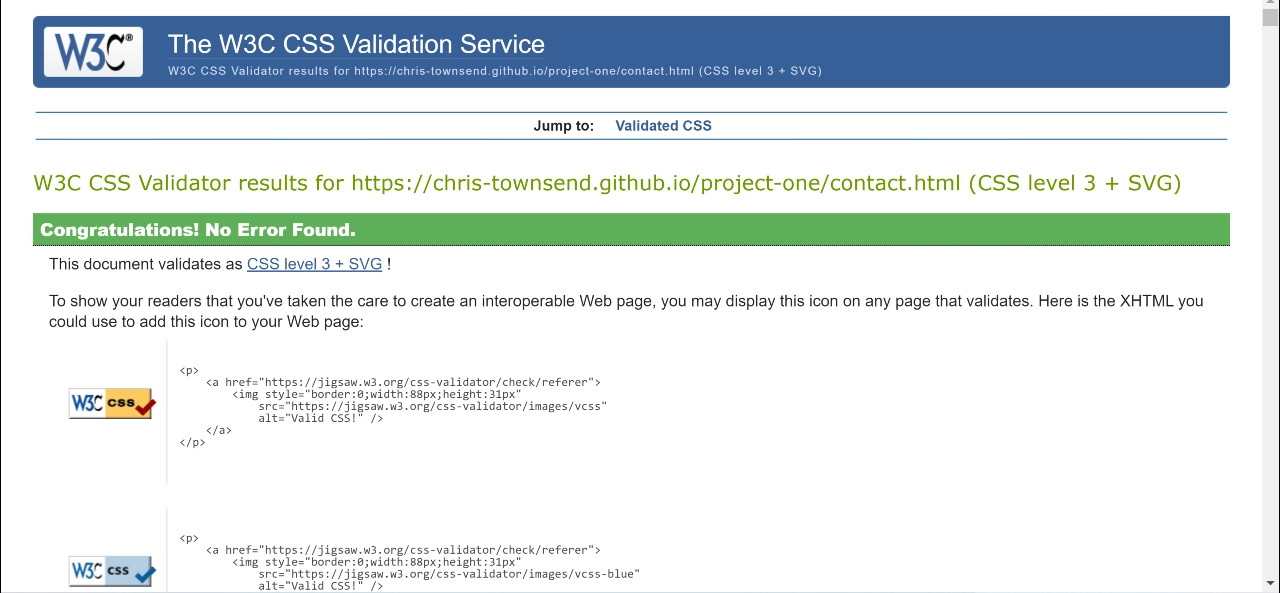 W3C®
The W3C CSS Validation Service
W3C CSS Validator results for https://chris-townsend.github.io/project-one/contact.html (CSS level 3 + SVG)
Jump to: Validated CSS
W3C CSS Validator results for https://chris-townsend.github.io/project-one/contact.html (CSS level 3 + SVG)
Congratulations! No Error Found.
This document validates as CSS level 3 + SVG !
To show your readers that you've taken the care to create an interoperable Web page, you may display this icon on any page that validates. Here is the XHTML you
could use to add this icon to your Web page:
W3C css
<p>
<a href="https://jigsaw.w3.org/css-validator/check/referer">
<img style="border:0;width:88px;height:31px"
src="https://jigsaw.w3.org/css-validator/images/vcss"
alt="Valid CSS!" />
</a>
</p>
W3C css
<p>
<a href="https://jigsaw.w3.org/css-validator/check/referer">
<img style="border:0;width:88px;height:31px"
src="https://jigsaw.w3.org/css-validator/images/vcss-blue"
alt="Valid CSS!" />